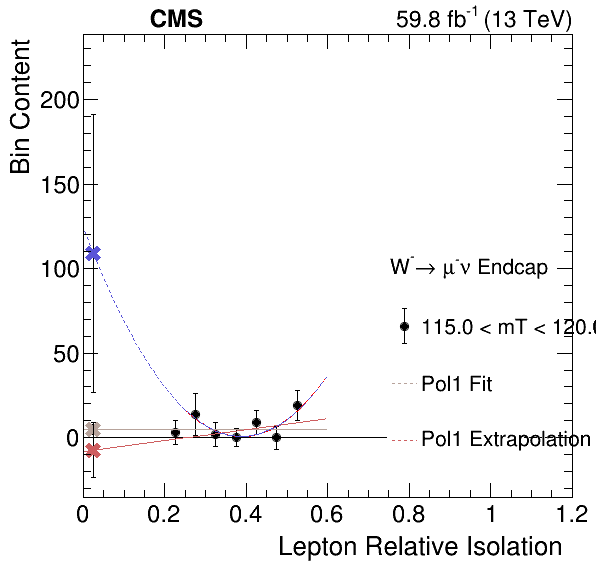 CMS
59.8 fb-1 (13 TeV)
Bin Content
200
150
100
50
0
W-→ μ-ν Endcap
115.0 < mT < 120.0
Pol1 Fit
Pol1 Extrapolation
0 0.2 0.4 0.6 0.8 1 1.2
Lepton Relative Isolation